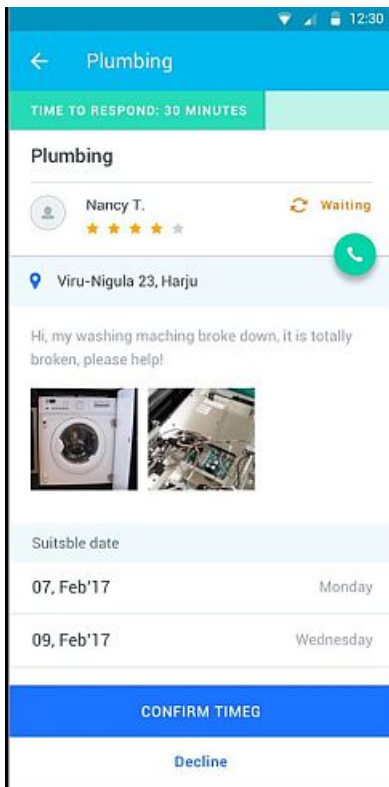 12:30
Plumbing
TIME TO RESPOND: 30 MINUTES
Plumbing
Nancy T.
Waiting
Viru-Nigula 23, Harju
Hi, my washing maching broke down, it is totally
broken, please help!
Suitsble date
07, Feb'17 Monday
09, Feb'17 Wednesday
CONFIRM TIMEG
Decline